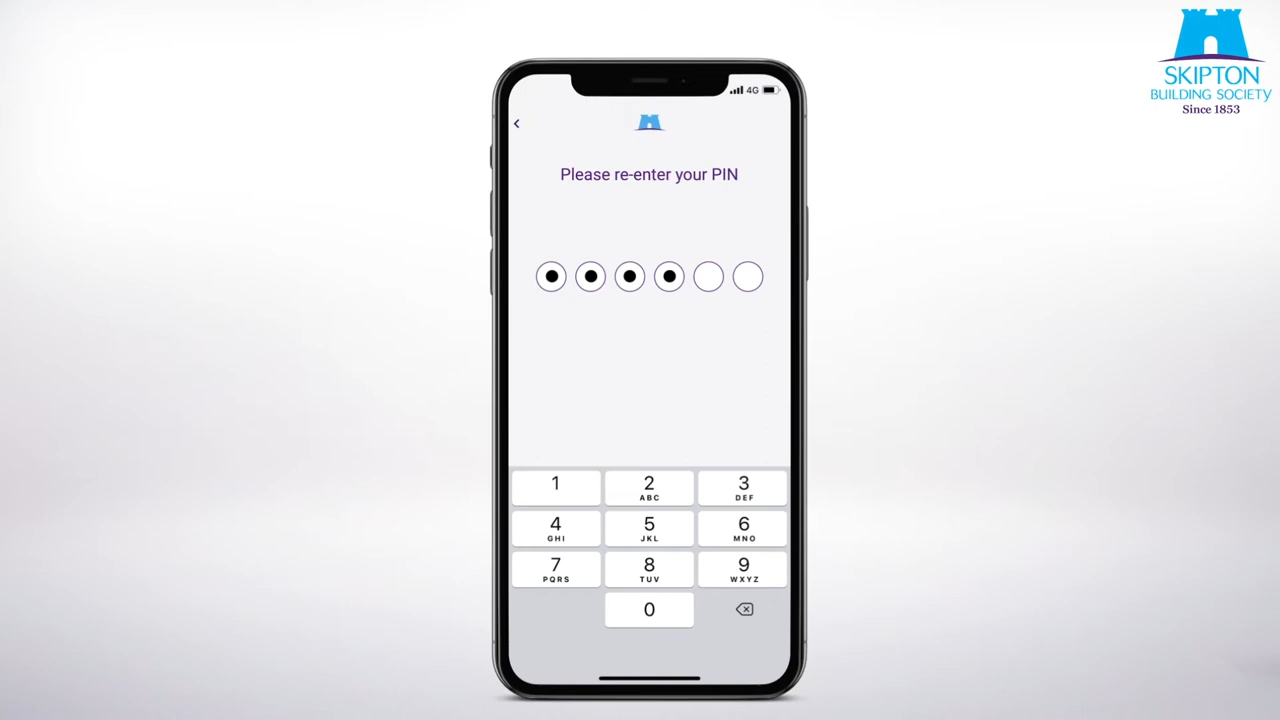 SKIPTON
BUILDING SOCIETY
Since 1853
4G
Please re-enter your PIN
1
2
3
ABC
DEF
4
5
6
GHI
JKL
MNO
7
8
9
PQRS
TUV
WXYZ
0